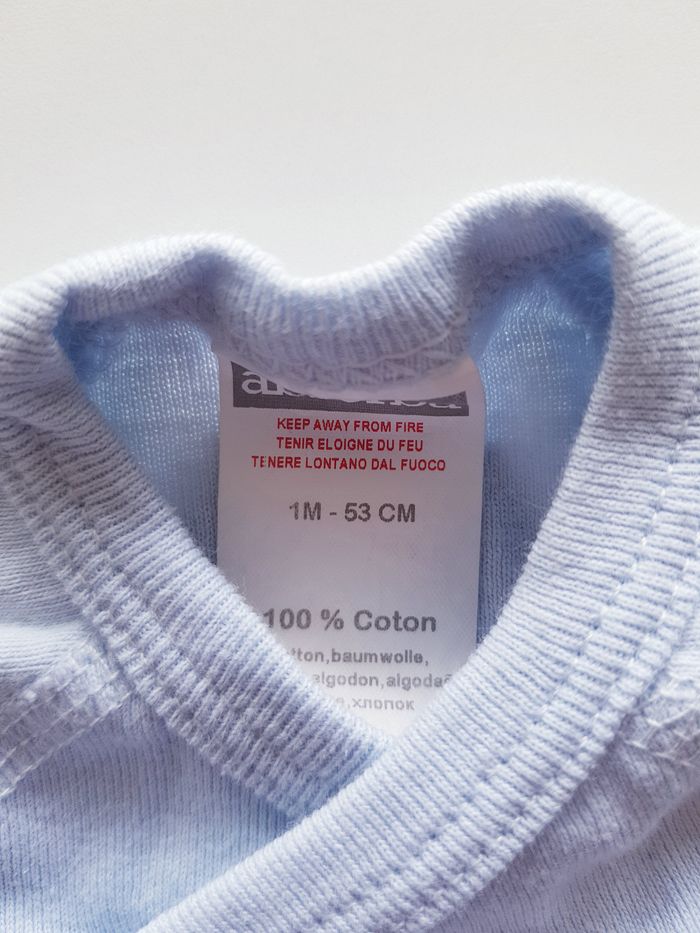 KEEP AWAY FROM FIRE
TENIR ELOIGNE DU FEU
TENERE LONTANO DAL FUOCO
1M - 53 CM
100 % Coton
baumwolle,
algodon,
хлопок